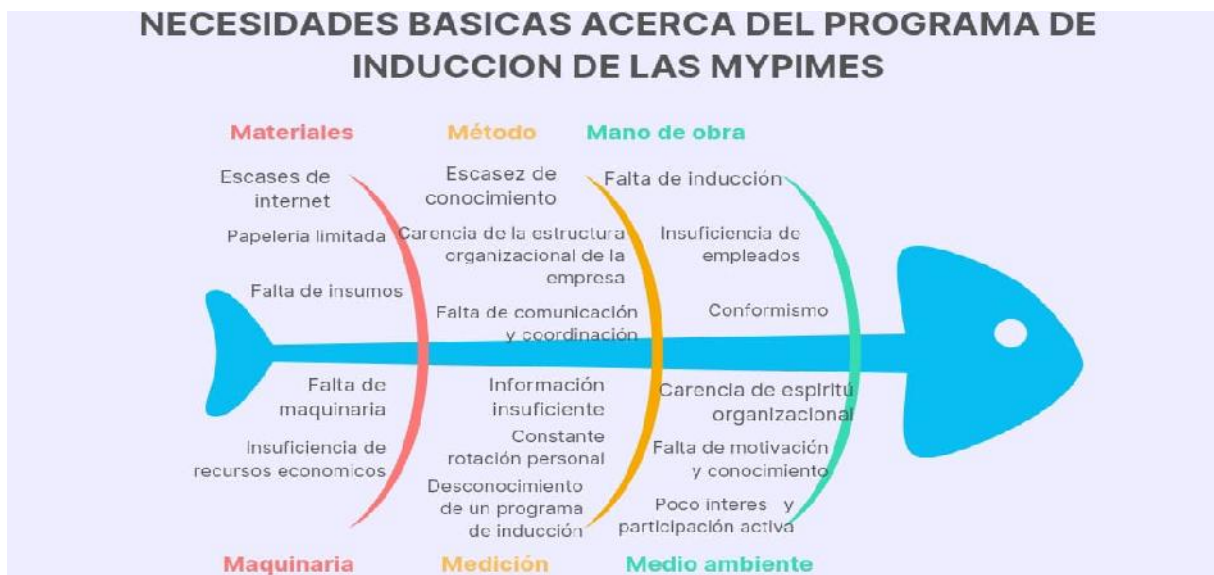 NECESIDADES BASICAS ACERCA DEL PROGRAMA DE
INDUCCION DE LAS MYPIMES
Materiales
Método
Mano de obra
Escases de
internet
Papeleria limitada
Falta de insumos
Escasez de
conocimiento
Carencia de la estructura
organizacional de la
empresa
Falta de comunicación
y coordinación
Falta de inducción
Insuficiencia de
empleados
Conformismo
Falta de
maquinaria
Insuficiencia de
recursos economicos
Información
insuficiente
Constante
rotación personal
Desconocimiento
de un programa
de inducción
Carencia de espiritú
organizacional
Falta de motivación
y conocimiento
Poco interes y
participación activa
Maquinaria
Medición
Medio ambiente